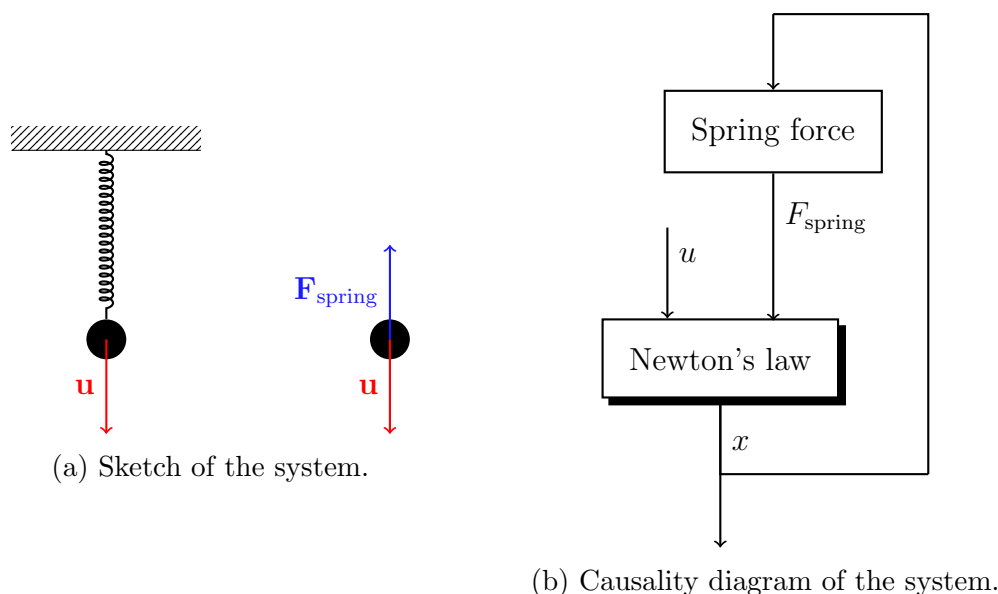 Spring force
F_spring
u
F_spring
Newton's law
u
u
x
(a) Sketch of the system.
(b) Causality diagram of the system.